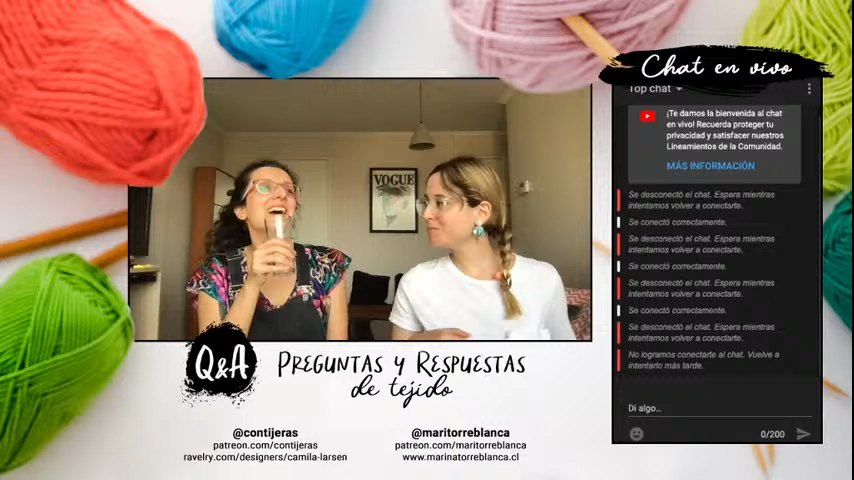 Chat en vivo
Top chat
¡Te damos la bienvenida al chat
en vivo! Recuerda proteger tu
privacidad y satisfacer nuestros
Lineamientos de la Comunidad.
MÁS INFORMACIÓN
Se desconectó el chat. Espera mientras
intentamos volver a conectarte.
Se conectó correctamente.
Se desconectó el chat. Espera mientras
intentamos volver a conectarte.
Se conectó correctamente.
Se desconectó el chat. Espera mientras
intentamos volver a conectarte.
Se conectó correctamente.
Se desconectó el chat. Espera mientras
intentamos volver a conectarte.
No logramos conectarte al chat. Vuelve a
intentarlo más tarde.
Di algo...
0/200
VOGUE
Q&A
Preguntas y Respuestas
de tejido
@contijeras
patreon.com/contijeras
ravelry.com/designers/camila-larsen
@maritorreblanca
patreon.com/maritorreblanca
www.marinatorreblanca.cl